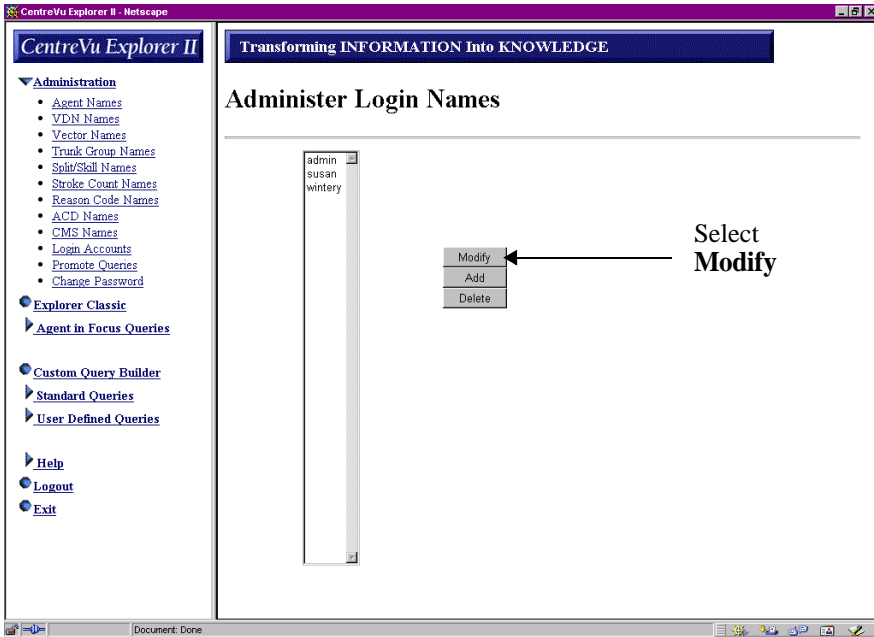 CentreVu Explorer II - Netscape
CentreVu Explorer II
Transforming INFORMATION Into KNOWLEDGE
Administration
Agent Names
VDN Names
Vector Names
Trunk Group Names
Split/Skill Names
Stroke Count Names
Reason Code Names
ACD Names
CMS Names
Login Accounts
Promote Queries
Change Password
Explorer Classic
Agent in Focus Queries
Custom Query Builder
Standard Queries
User Defined Queries
Help
Logout
Exit
Administer Login Names
admin
susan
wintery
Modify
Add
Delete
Select
Modify
Document: Done